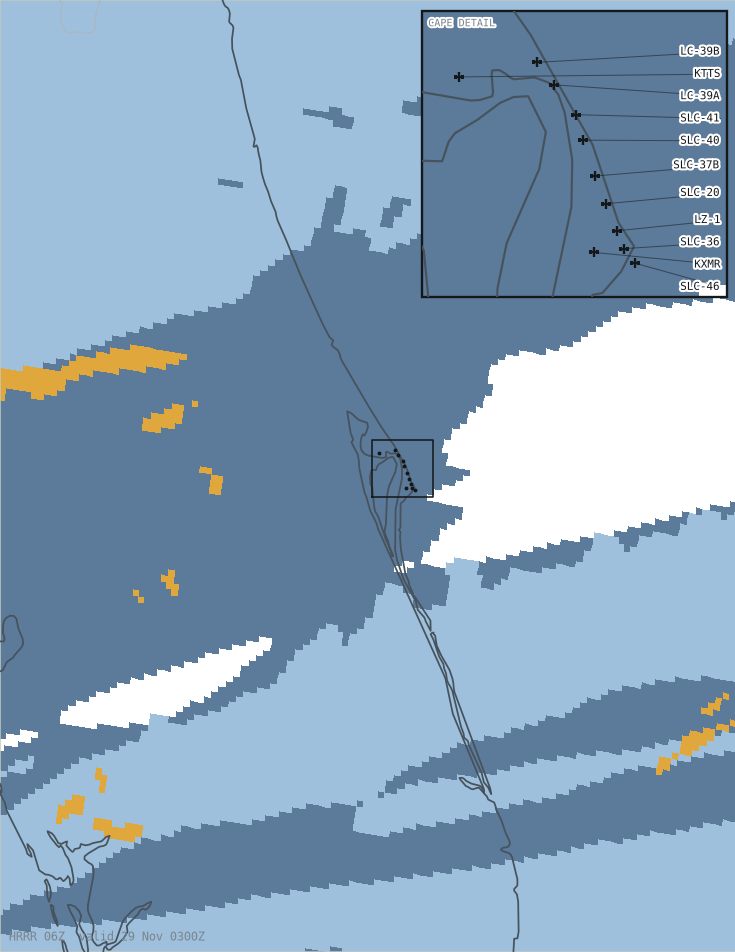 CAPE DETAIL
LC-39B
KTTS
LC-39A
SLC-41
SLC-40
SLC-37B
SLC-20
LZ-1
SLC-36
KXMR
SLC-46
HRRR 06Z valid 29 Nov 0300Z